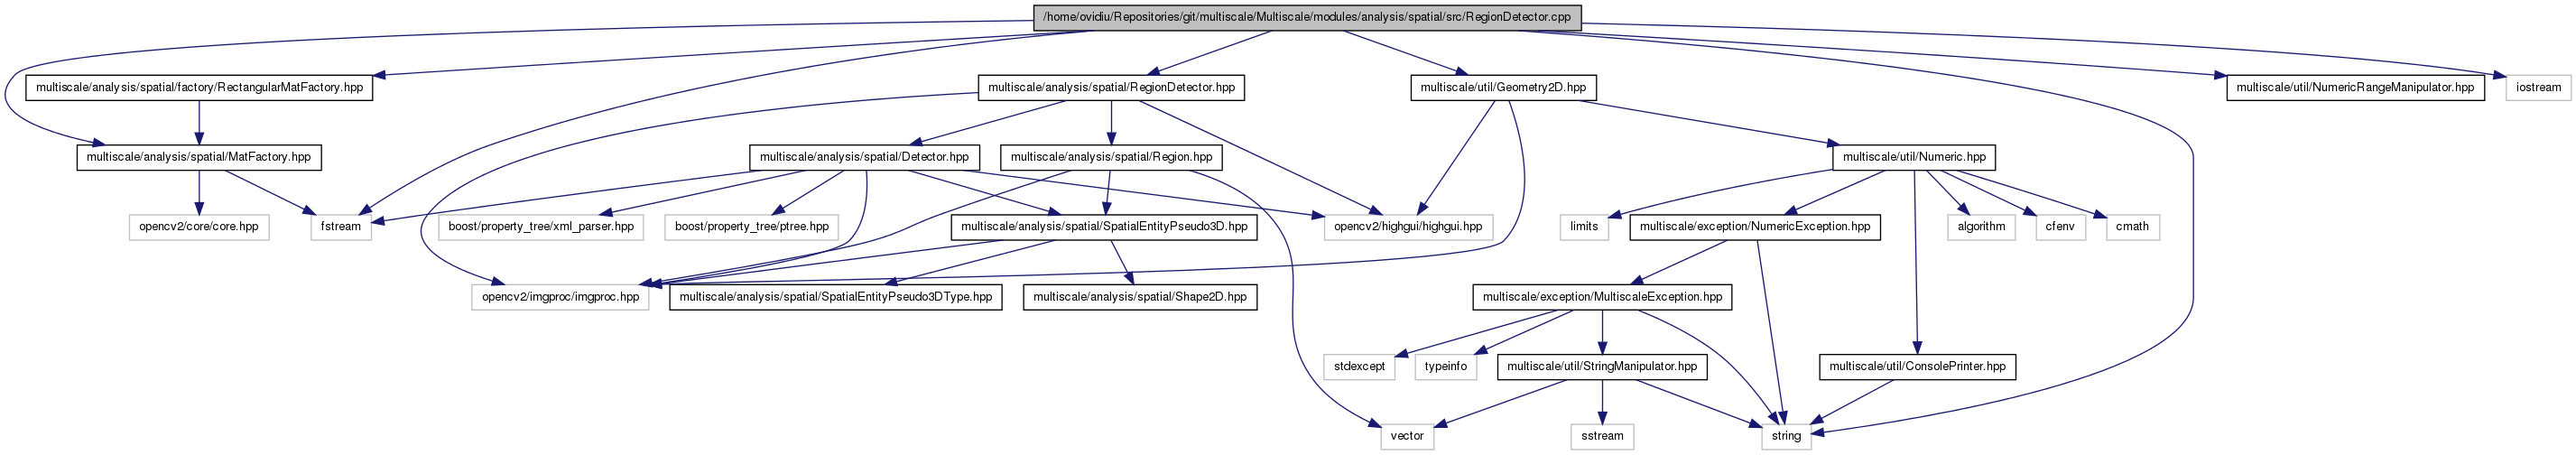 /home/ovidiu/Repositories/git/multiscale/Multiscale/modules/analysis/spatial/src/RegionDetector.cpp
multiscale/analysis/spatial/factory/RectangularMatFactory.hpp
multiscale/analysis/spatial/RegionDetector.hpp
multiscale/util/Geometry2D.hpp
multiscale/util/NumericRangeManipulator.hpp
iostream
multiscale/analysis/spatial/MatFactory.hpp
multiscale/analysis/spatial/Detector.hpp
multiscale/analysis/spatial/Region.hpp
multiscale/util/Numeric.hpp
opencv2/core/core.hpp
fstream
boost/property_tree/xml_parser.hpp
boost/property_tree/ptree.hpp
multiscale/analysis/spatial/SpatialEntityPseudo3D.hpp
opencv2/highgui/highgui.hpp
limits
multiscale/exception/NumericException.hpp
algorithm
cfenv
cmath
opencv2/imgproc/imgproc.hpp
multiscale/analysis/spatial/SpatialEntityPseudo3DType.hpp
multiscale/analysis/spatial/Shape2D.hpp
multiscale/exception/MultiscaleException.hpp
stdexcept
typeinfo
multiscale/util/StringManipulator.hpp
multiscale/util/ConsolePrinter.hpp
vector
sstream
string